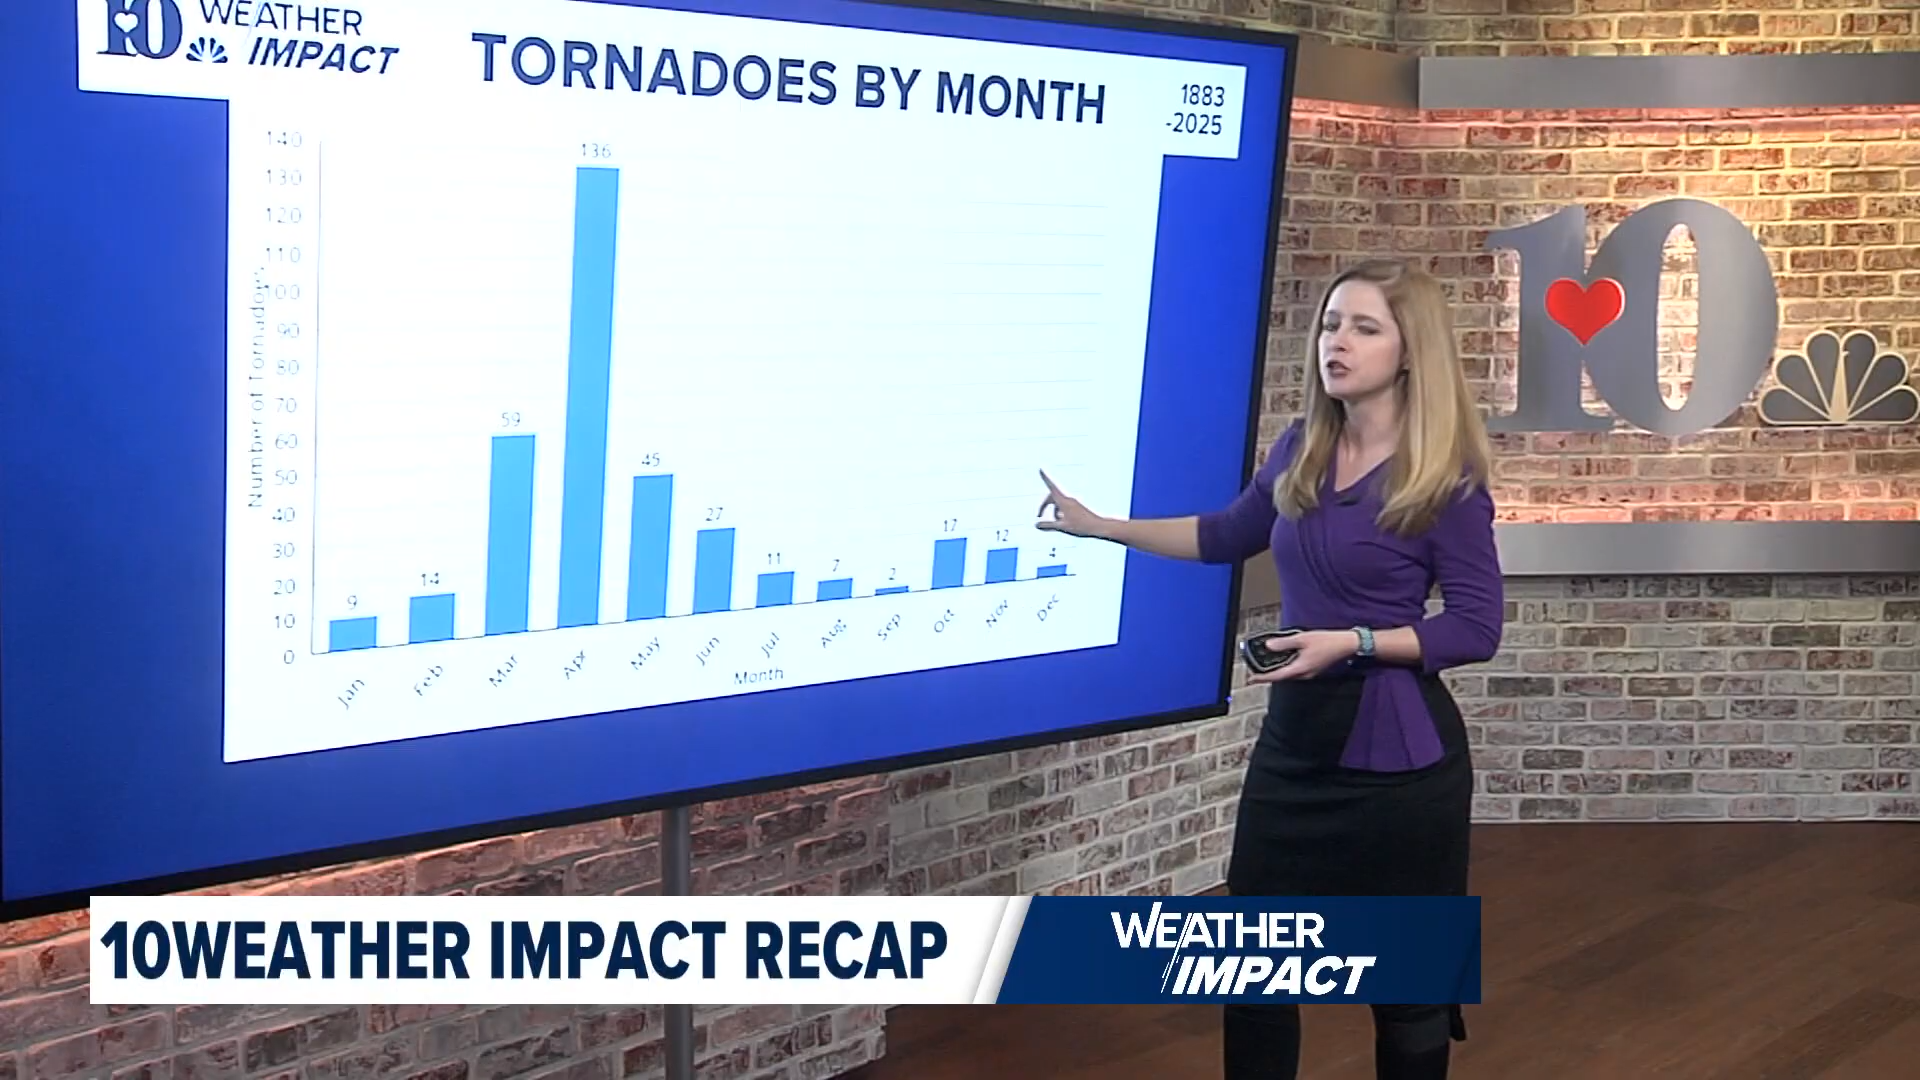 10 WEATHER
IMPACT
TORNADOES BY MONTH
1883
-2025
140
130
120
110
100
90
80
70
60
50
40
30
20
10
0
Number of Tornadoes
9
14
59
136
45
27
11
7
2
17
12
4
Jan
Feb
Mar
Apr
May
Jun
Jul
Aug
Sep
Oct
Nov
Dec
Month
10
10WEATHER IMPACT RECAP
WEATHER
IMPACT